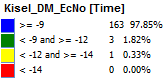 Kisel_DM_EcNo [Time]
>= -9 163 97.85%
< -9 and >= -12 3 1.82%
< -12 and >= -14 1 0.33%
< -14 0 0.00%